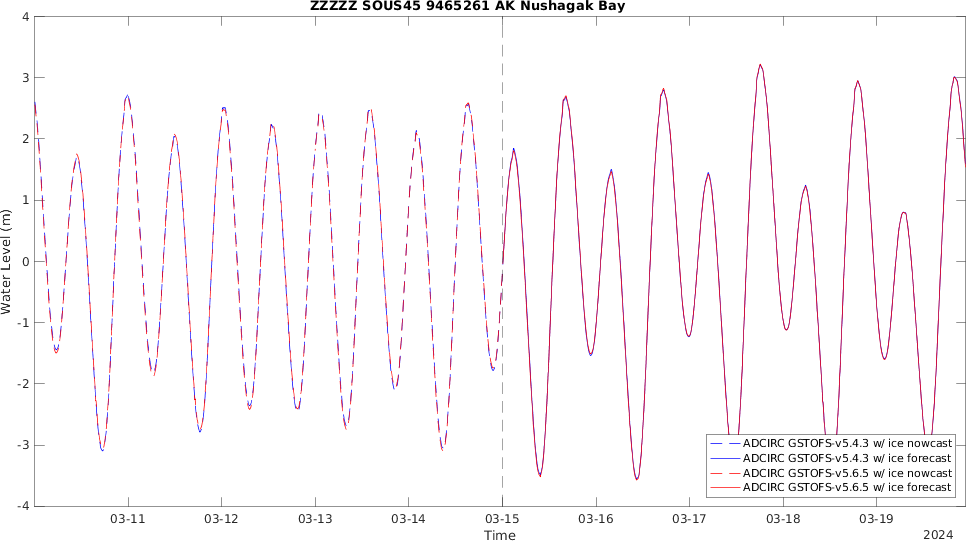 ZZZZZ SOUS45 9465261 AK Nushagak Bay
4
3
2
1
0
-1
-2
-3
-4
Water Level (m)
03-11
03-12
03-13
03-14
03-15
03-16
03-17
03-18
03-19
Time
2024
ADCIRC GSTOFS-v5.4.3 w/ ice nowcast
ADCIRC GSTOFS-v5.4.3 w/ ice forecast
ADCIRC GSTOFS-v5.6.5 w/ ice nowcast
ADCIRC GSTOFS-v5.6.5 w/ ice forecast